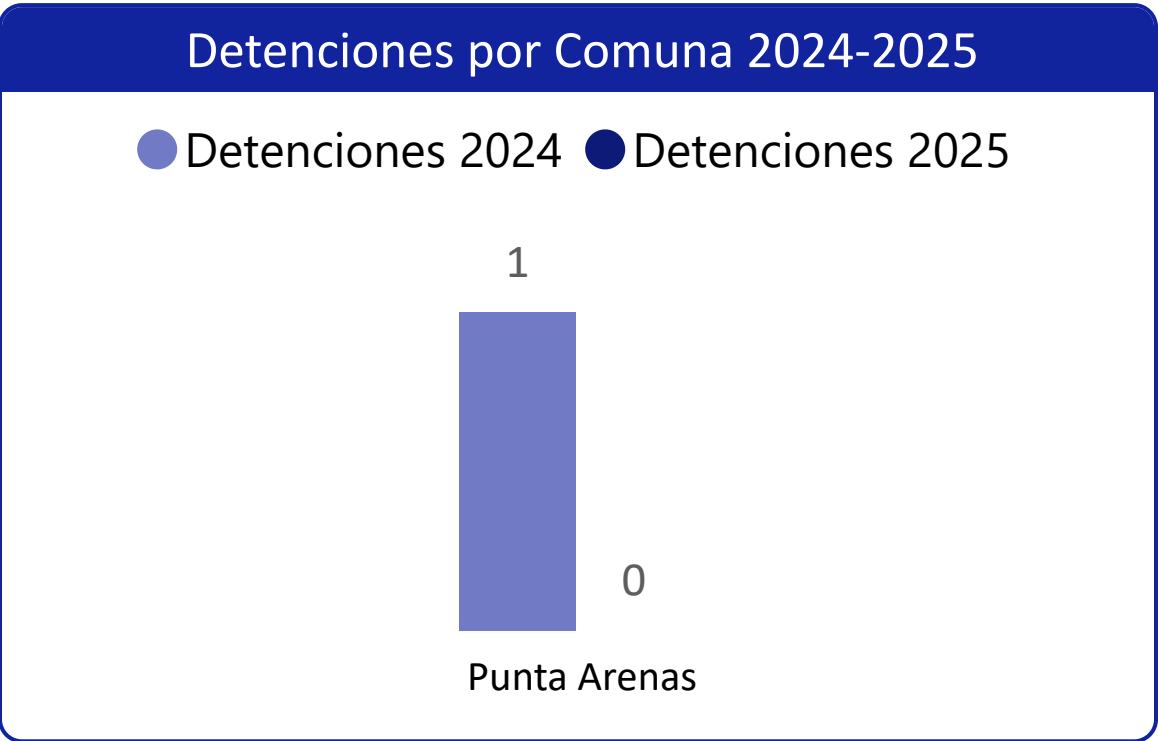 Detenciones por Comuna 2024-2025
Detenciones 2024 Detenciones 2025
1
0
Punta Arenas